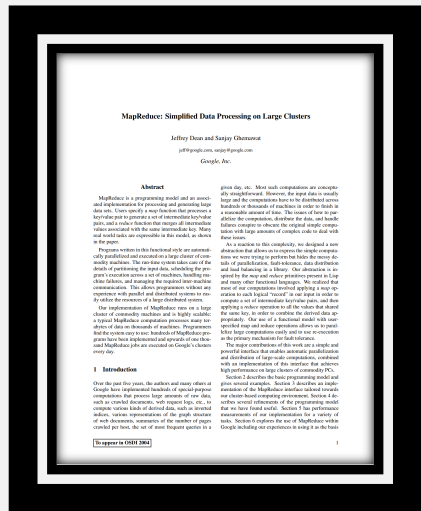 MapReduce: Simplified Data Processing on Large Clusters
Jeffrey Dean and Sanjay Ghemawat
jeff@google.com, sanjay@google.com
Google, Inc.
Abstract
MapReduce is a programming model and an associ-
ated implementation for processing and generating large
data sets. Users specify a map function that processes a
key/value pair to generate a set of intermediate key/value
pairs, and a reduce function that merges all intermediate
values associated with the same intermediate key. Many
real world tasks are expressible in this model, as shown
in the paper.
Programs written in this functional style are automati-
cally parallelized and executed on a large cluster of com-
modity machines. The run-time system takes care of the
details of partitioning the input data, scheduling the pro-
gram's execution across a set of machines, handling ma-
chine failures, and managing the required inter-machine
communication. This allows programmers without any
experience with parallel and distributed systems to eas-
ily utilize the resources of a large distributed system.
Our implementation of MapReduce runs on a large
cluster of commodity machines and is highly scalable:
a typical MapReduce computation processes many ter-
abytes of data on thousands of machines. Programmers
find the system easy to use: hundreds of MapReduce pro-
grams have been implemented and upwards of one thou-
sand MapReduce jobs are executed on Google's clusters
every day.
1 Introduction
Over the past five years, the authors and many others at
Google have implemented hundreds of special-purpose
computations that process large amounts of raw data,
such as crawled documents, web request logs, etc., to
compute various kinds of derived data, such as inverted
indices, various representations of the graph structure
of web documents, summaries of the number of pages
crawled per host, the set of most frequent queries in a
given day, etc. Most such computations are conceptu-
ally straightforward. However, the input data is usually
large and the computations have to be distributed across
hundreds or thousands of machines in order to finish in
a reasonable amount of time. The issues of how to par-
allelize the computation, distribute the data, and handle
failures conspire to obscure the original simple compu-
tation with large amounts of complex code to deal with
these issues.
As a reaction to this complexity, we designed a new
abstraction that allows us to express the simple computa-
tions we were trying to perform but hides the messy de-
tails of parallelization, fault-tolerance, data distribution
and load balancing in a library. Our abstraction is in-
spired by the map and reduce primitives present in Lisp
and many other functional languages. We realized that
most of our computations involved applying a map op-
eration to each logical "record" in our input in order to
compute a set of intermediate key/value pairs, and then
applying a reduce operation to all the values that shared
the same key, in order to combine the derived data ap-
propriately. Our use of a functional model with user-
specified map and reduce operations allows us to paral-
lelize large computations easily and to use re-execution
as the primary mechanism for fault tolerance.
The major contributions of this work are a simple and
powerful interface that enables automatic parallelization
and distribution of large-scale computations, combined
with an implementation of this interface that achieves
high performance on large clusters of commodity PCs.
Section 2 describes the basic programming model and
gives several examples. Section 3 describes an imple-
mentation of the MapReduce interface tailored towards
our cluster-based computing environment. Section 4 de-
scribes several refinements of the programming model
that we have found useful. Section 5 has performance
measurements of our implementation for a variety of
tasks. Section 6 explores the use of MapReduce within
Google including our experiences in using it as the basis
To appear in OSDI 2004
1